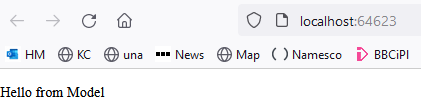 localhost:64623
HM KC una News Map Namesco BBCiPl
Hello from Model